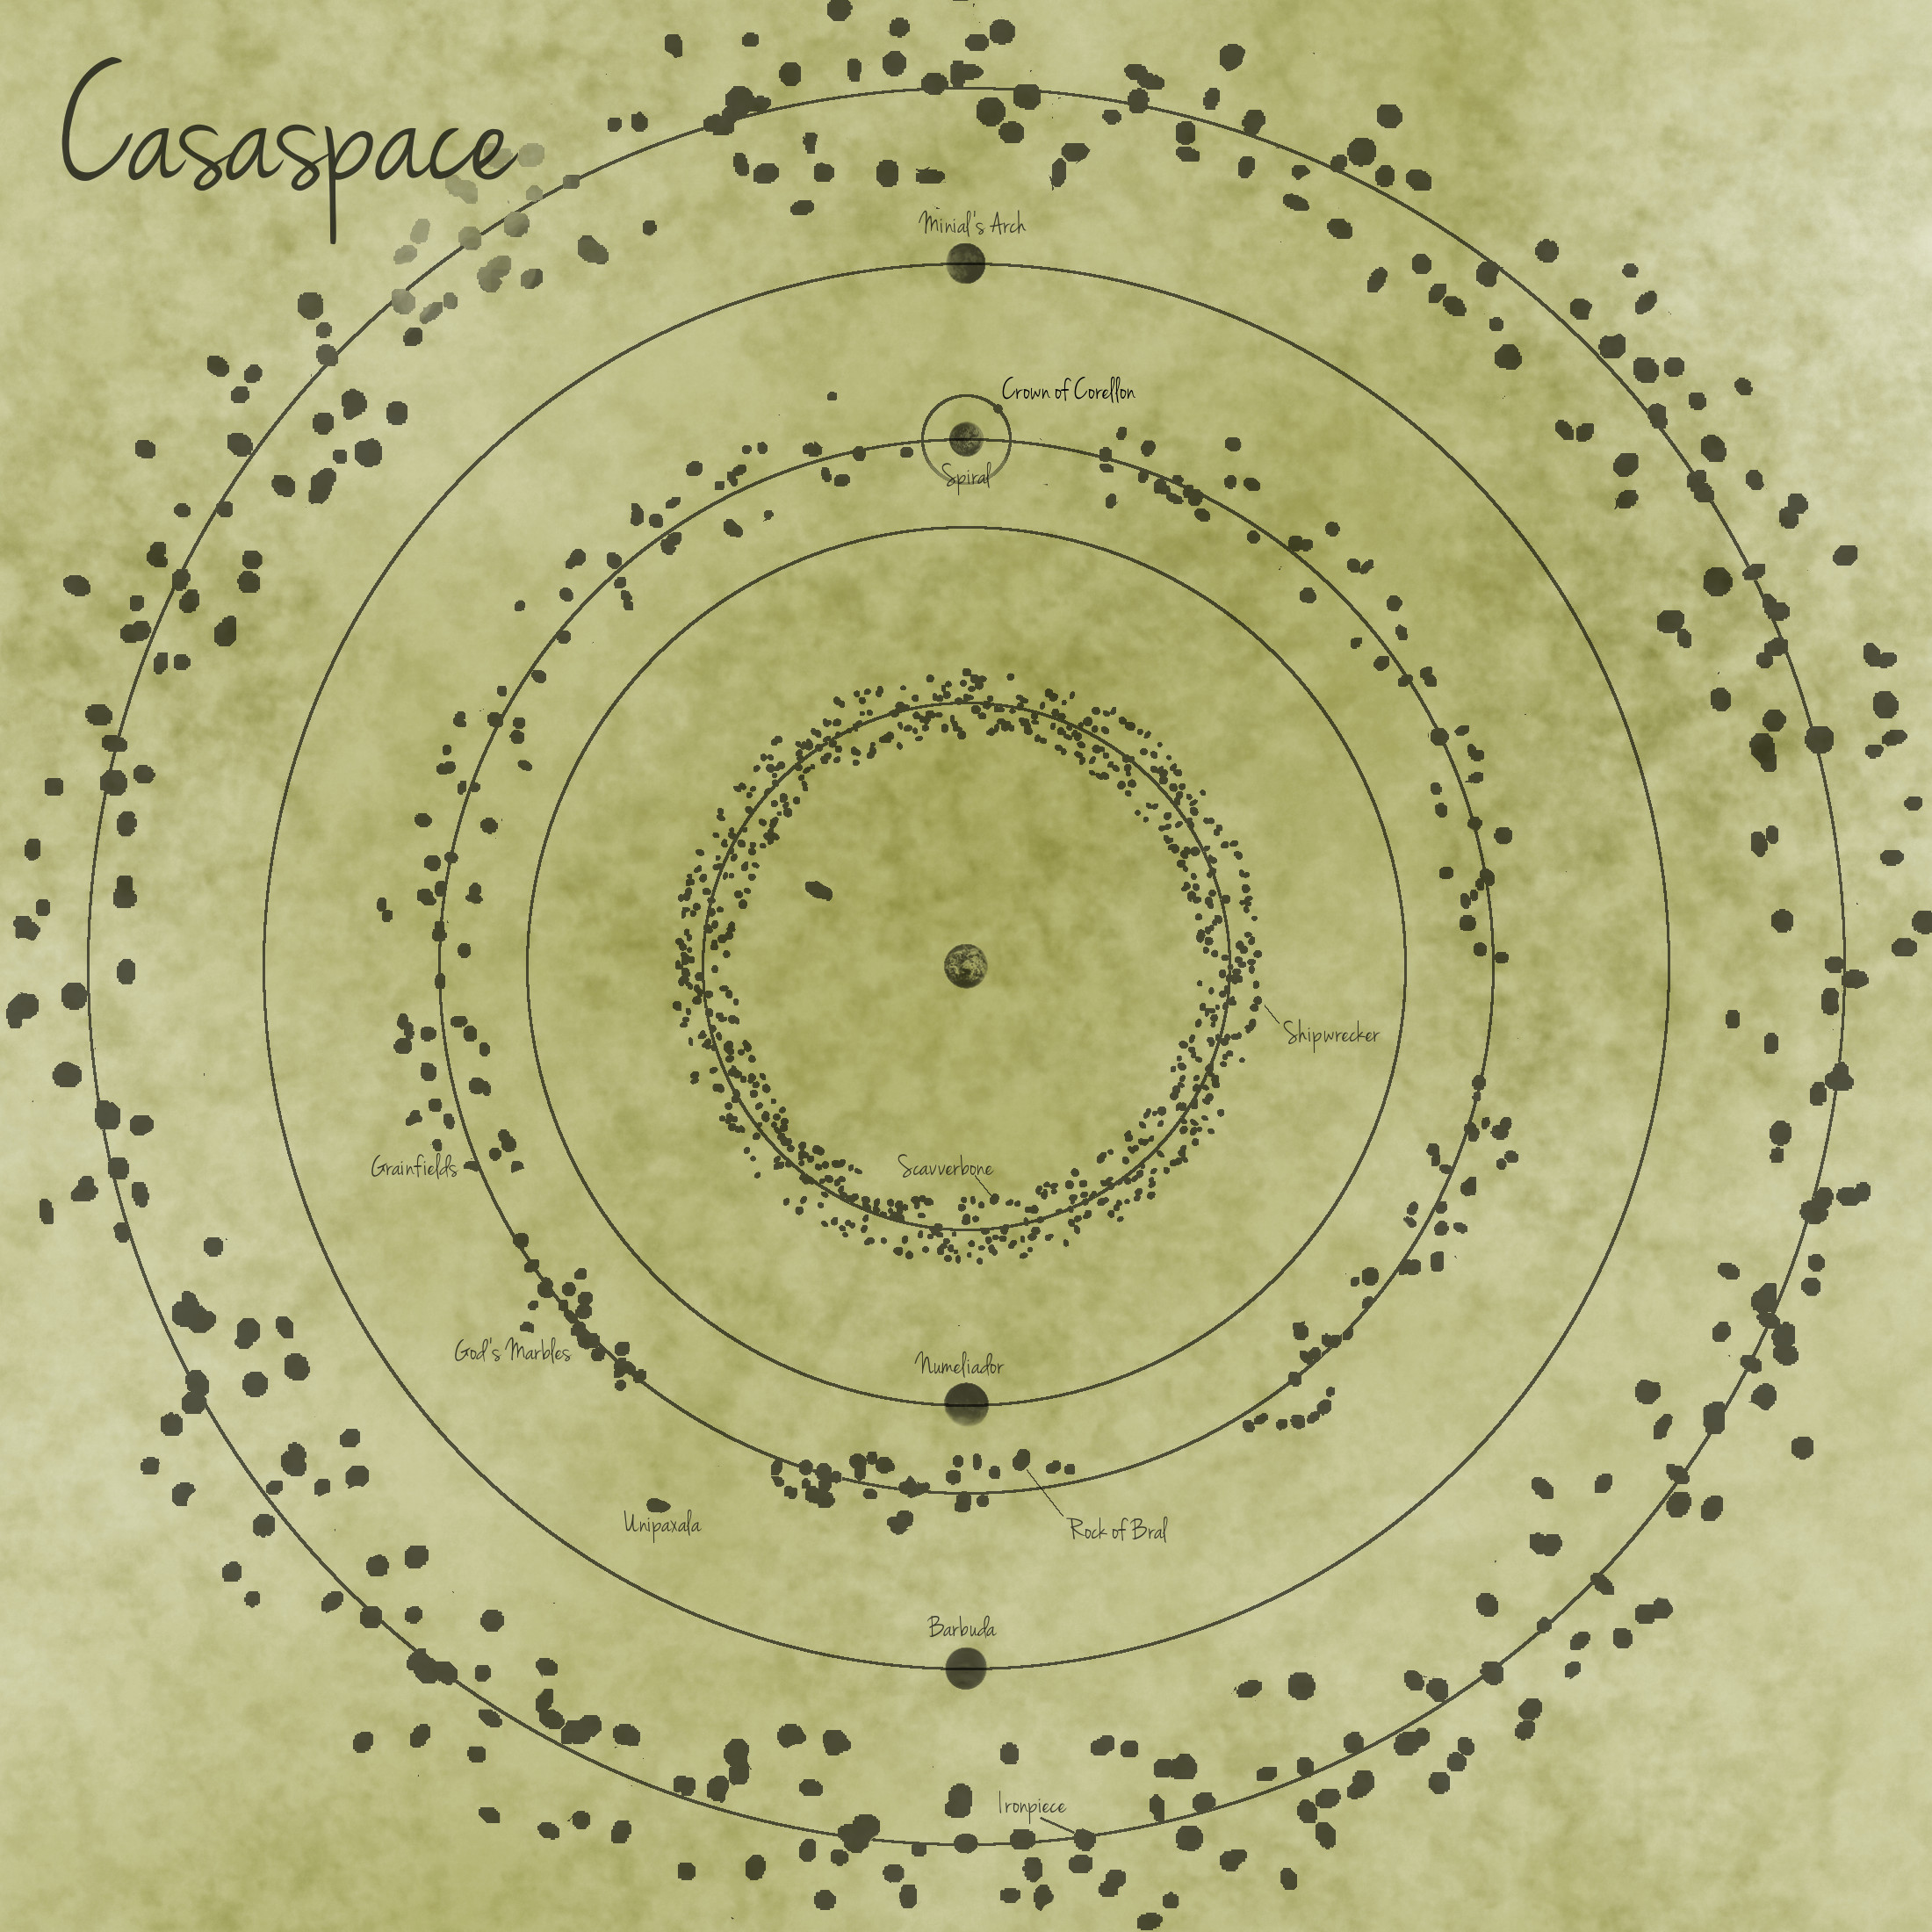 Casaspace
Minial's Arch
Crown of Corellon
Spiral
Shipwrecker
Scavverbone
Grainfields
God's Marbles
Numeliador
Unipaxala
Rock of Bral
Barbuda
Ironpiece